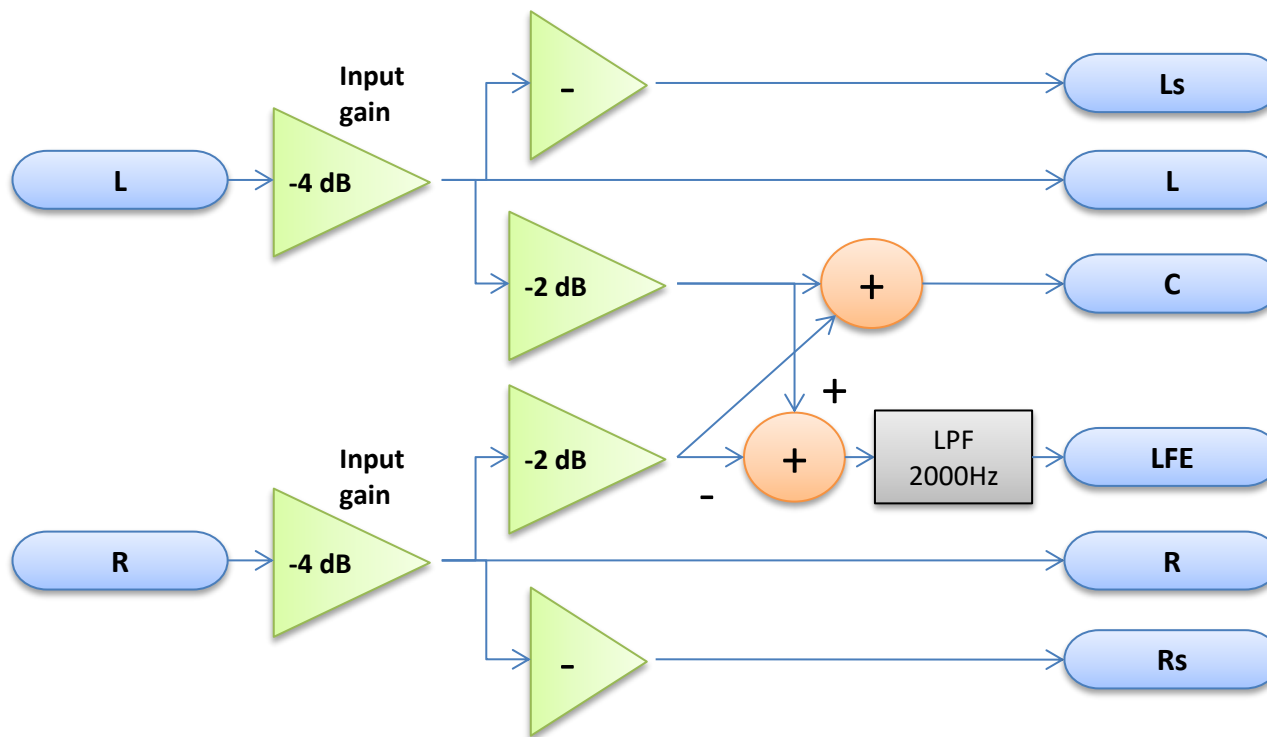 Input
gain
-
Ls
L
-4 dB
L
-2 dB
+
C
+
Input
gain
-2 dB
-
+
LPF
2000Hz
LFE
R
-4 dB
R
-
Rs